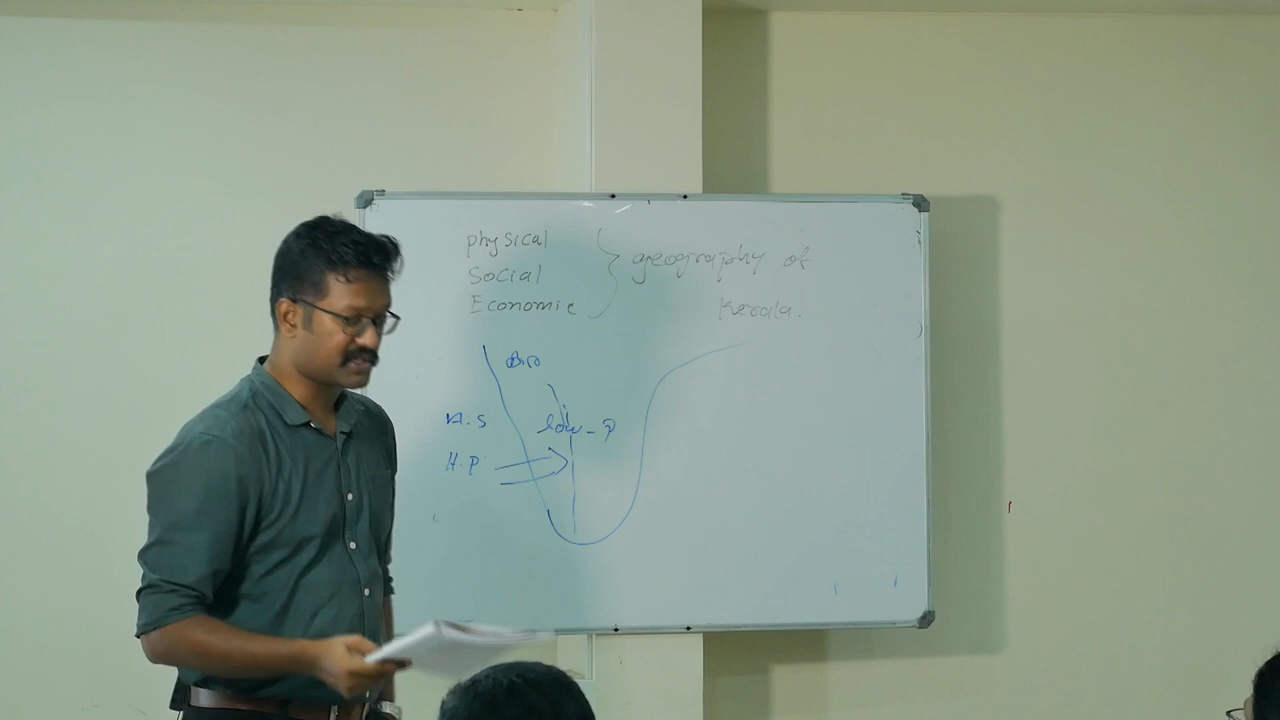 physical
Social
Economic
geography of
Kerala.
A.S
low-P
H.P